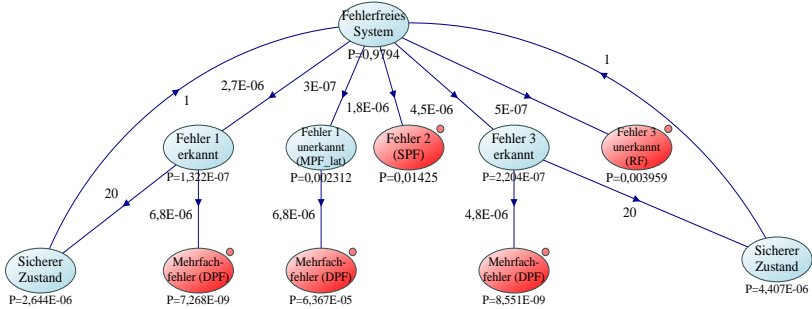 Fehlerfreies
System
P=0,9794
1
2,7E-06
3E-07
1,8E-06
4,5E-06
5E-07
1
Fehler 1
erkannt
P=1,322E-07
Fehler 1
unerkannt
(MPF_lat)
P=0,002312
Fehler 2
(SPF)
P=0,01425
Fehler 3
erkannt
P=2,204E-07
Fehler 3
unerkannt
(RF)
P=0,003959
20
6,8E-06
6,8E-06
4,8E-06
20
Sicherer
Zustand
P=2,644E-06
Mehrfach-
fehler (DPF)
P=7,268E-09
Mehrfach-
fehler (DPF)
P=6,367E-05
Mehrfach-
fehler (DPF)
P=8,551E-09
Sicherer
Zustand
P=4,407E-06